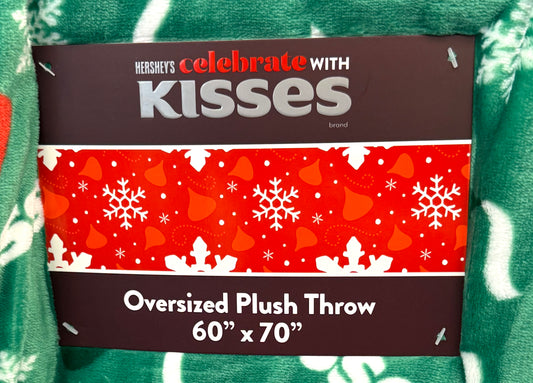 HERSHEY'S celebrate WITH
KISSES
brand
Oversized Plush Throw
60" x 70"